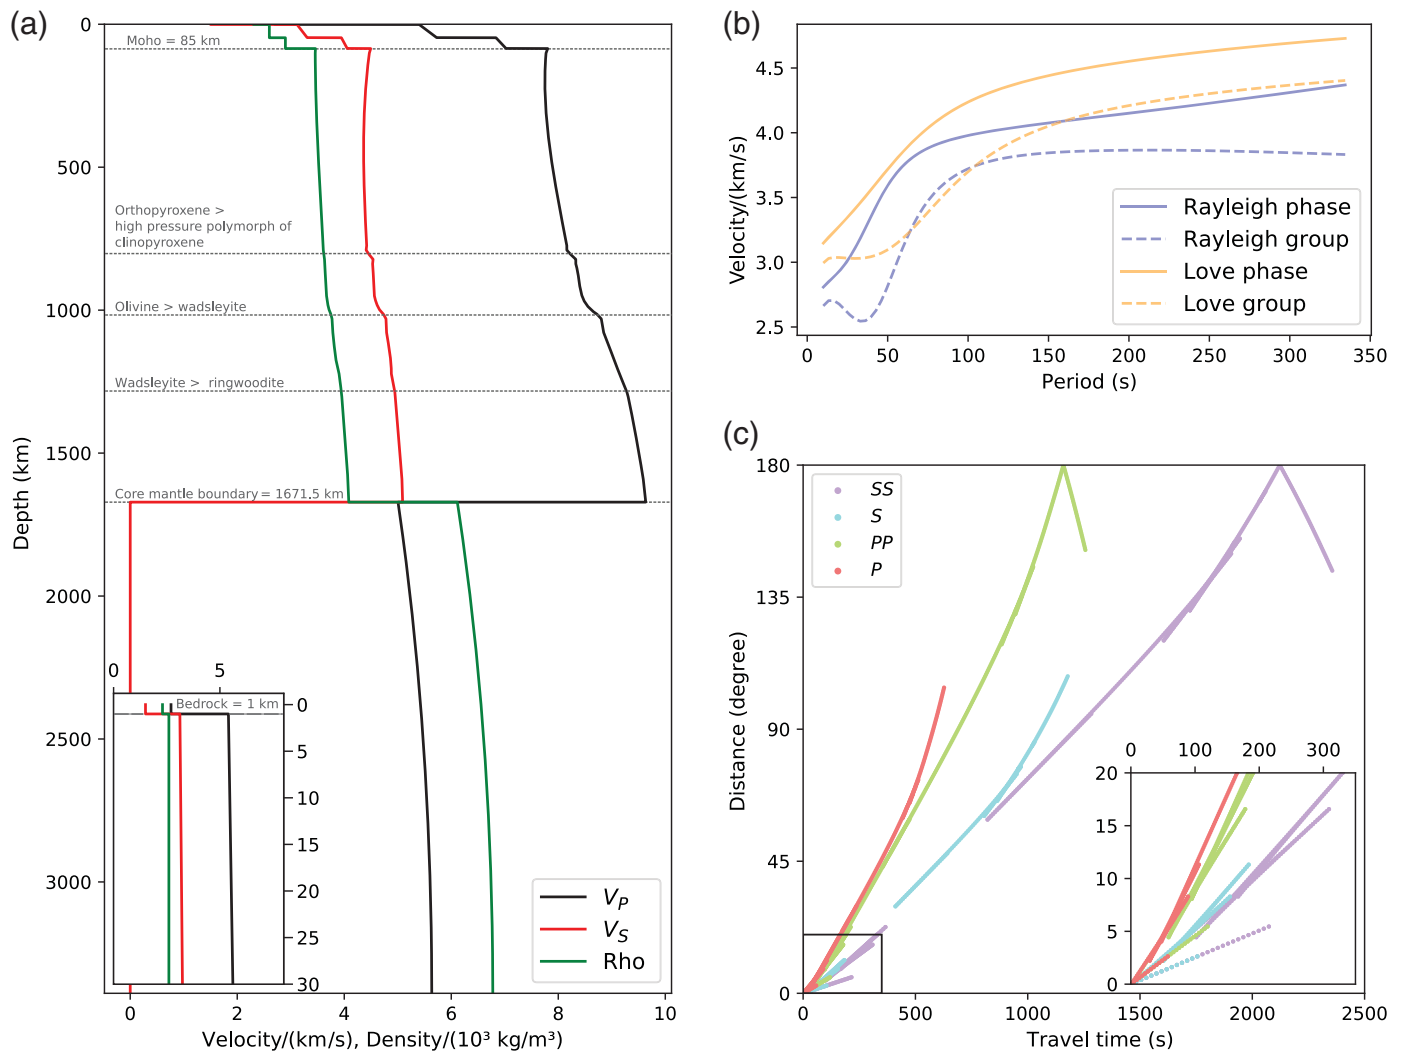 (a)
0
500
1000
1500
2000
2500
3000
Depth (km)
Moho = 85 km
Orthopyroxene >
high pressure polymorph of
clinopyroxene
Olivine > wadsleyite
Wadsleyite > ringwoodite
Core mantle boundary = 1671.5 km
0 5
Bedrock = 1 km
0
5
10
15
20
25
30
V_P
V_S
Rho
0 2 4 6 8 10
Velocity/(km/s), Density/(10³ kg/m³)
(b)
4.5
4.0
3.5
3.0
2.5
Velocity/(km/s)
Rayleigh phase
Rayleigh group
Love phase
Love group
0 50 100 150 200 250 300 350
Period (s)
(c)
180
135
90
45
0
Distance (degree)
SS
S
PP
P
0 100 200 300
20
15
10
5
0
0 500 1000 1500 2000 2500
Travel time (s)